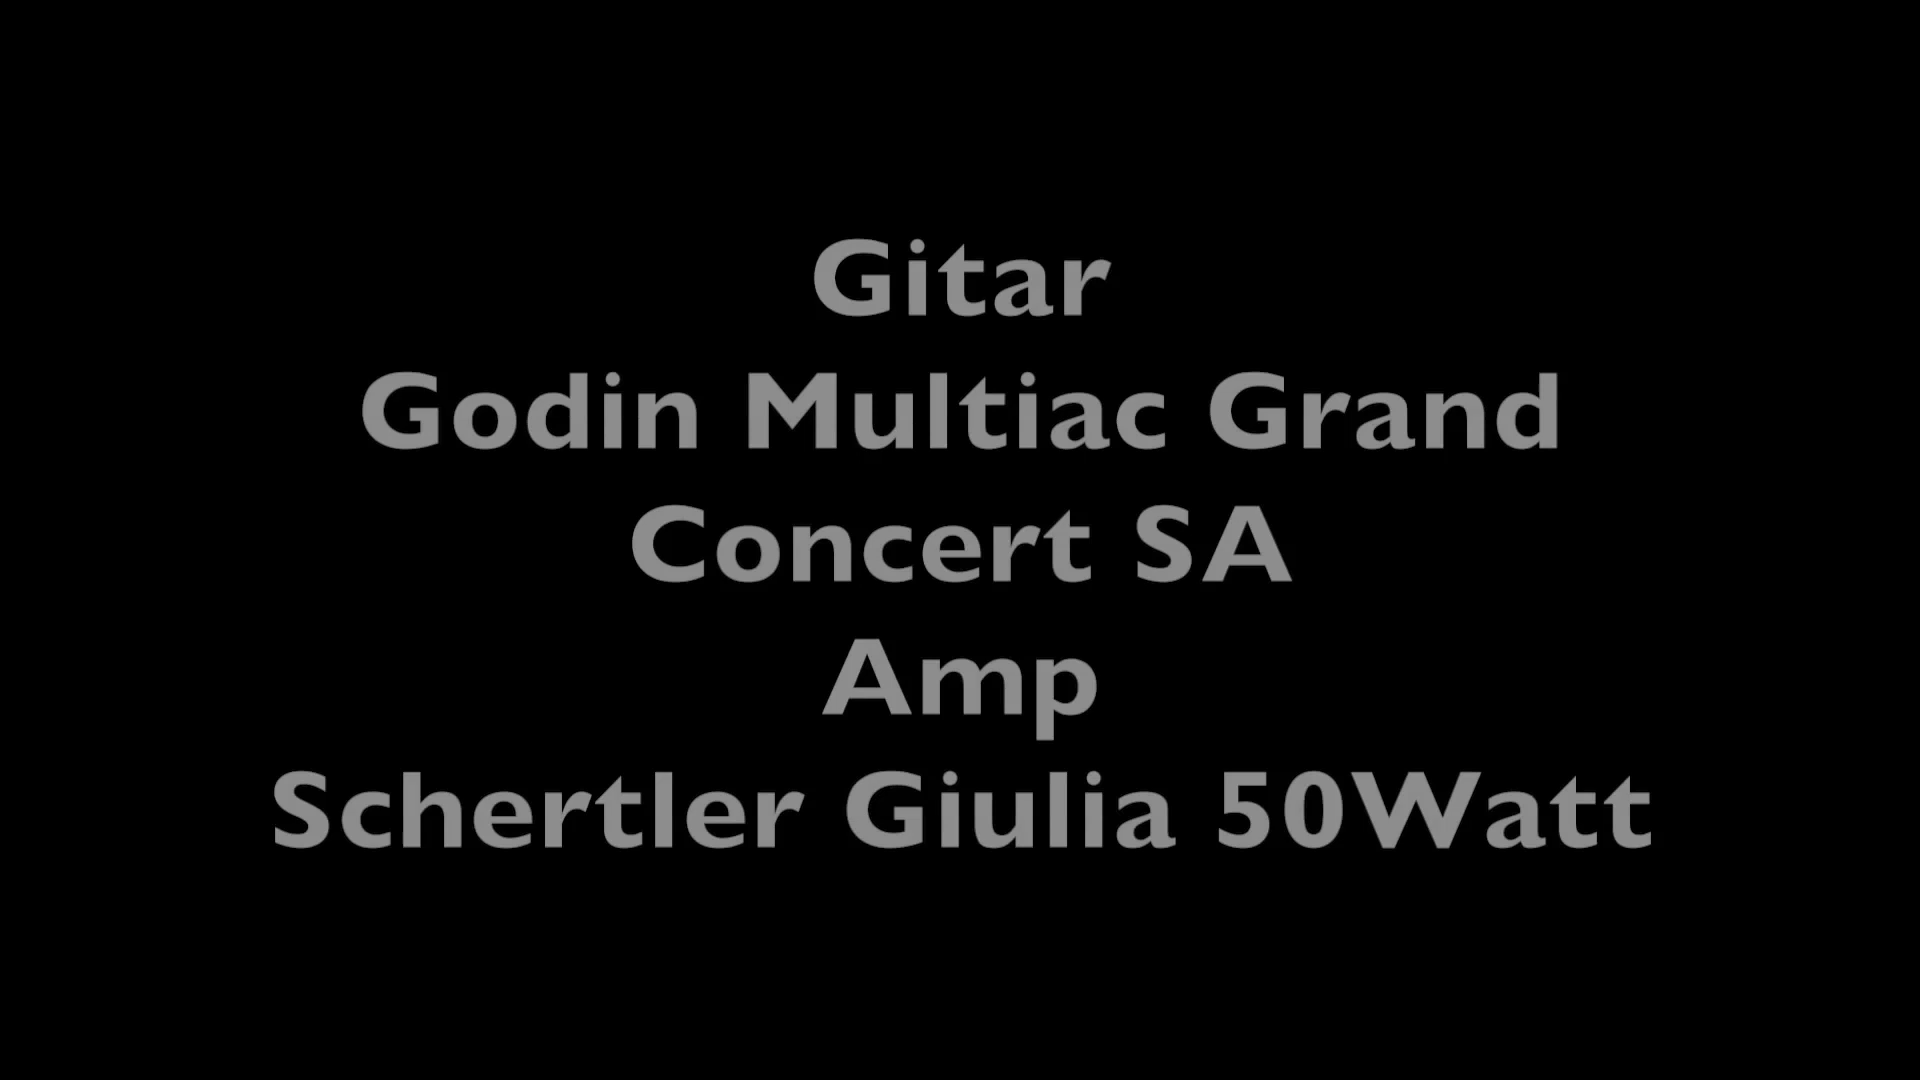 Gitar
Godin Multiac Grand
Concert SA
Amp
Schertler Giulia 50Watt